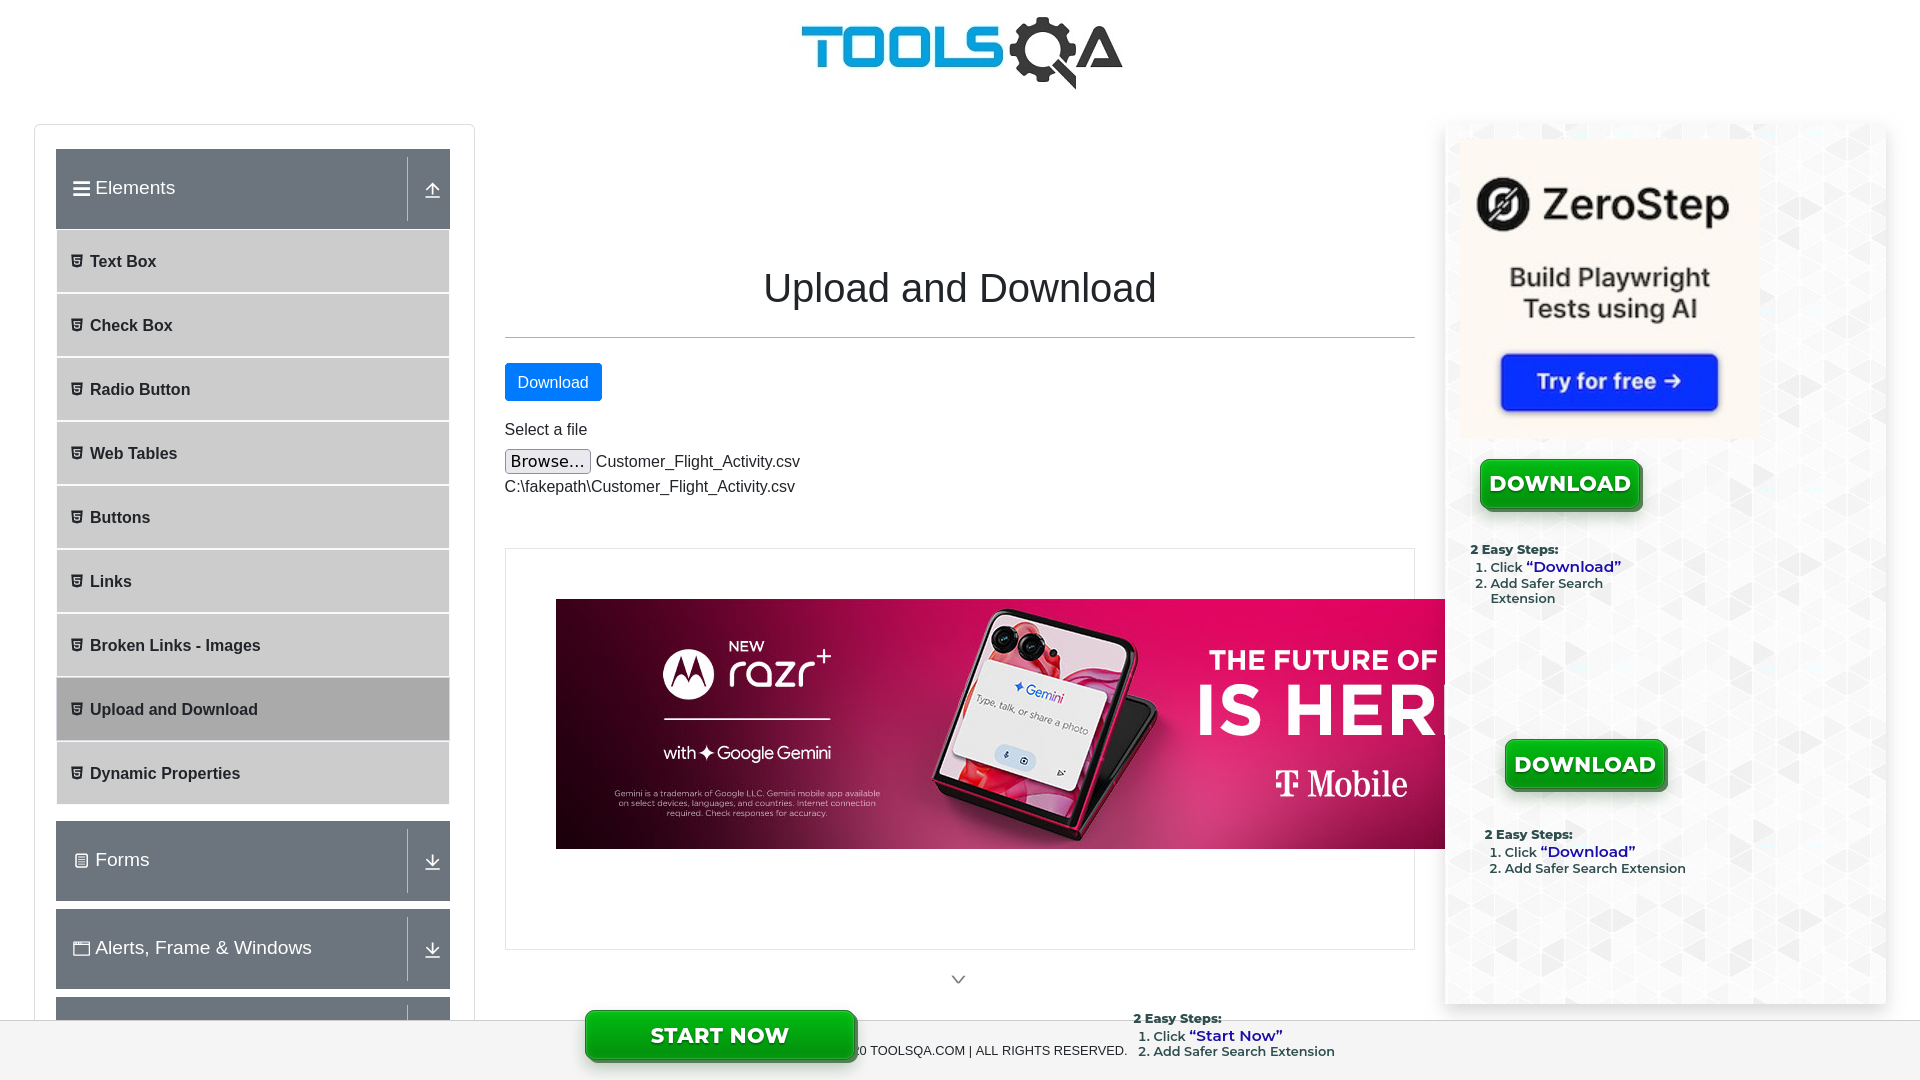 TOOLSQA
Elements
Text Box
Check Box
Radio Button
Web Tables
Buttons
Links
Broken Links - Images
Upload and Download
Dynamic Properties
Forms
Alerts, Frame & Windows
Upload and Download
Download
Select a file
Browse... Customer_Flight_Activity.csv
C:\fakepath\Customer_Flight_Activity.csv
NEW
razr+
with Google Gemini
Gemini is a trademark of Google LLC. Gemini mobile app available
on select devices, languages, and countries. Internet connection
required. Check responses for accuracy.
Gemini
Type, talk, or share a photo
THE FUTURE OF
IS HER
T Mobile
ZeroStep
Build Playwright
Tests using AI
Try for free →
DOWNLOAD
2 Easy Steps:
1. Click “Download”
2. Add Safer Search
Extension
DOWNLOAD
2 Easy Steps:
1. Click “Download”
2. Add Safer Search Extension
START NOW
TOOLSQA.COM | ALL RIGHTS RESERVED.
2 Easy Steps:
1. Click “Start Now”
2. Add Safer Search Extension